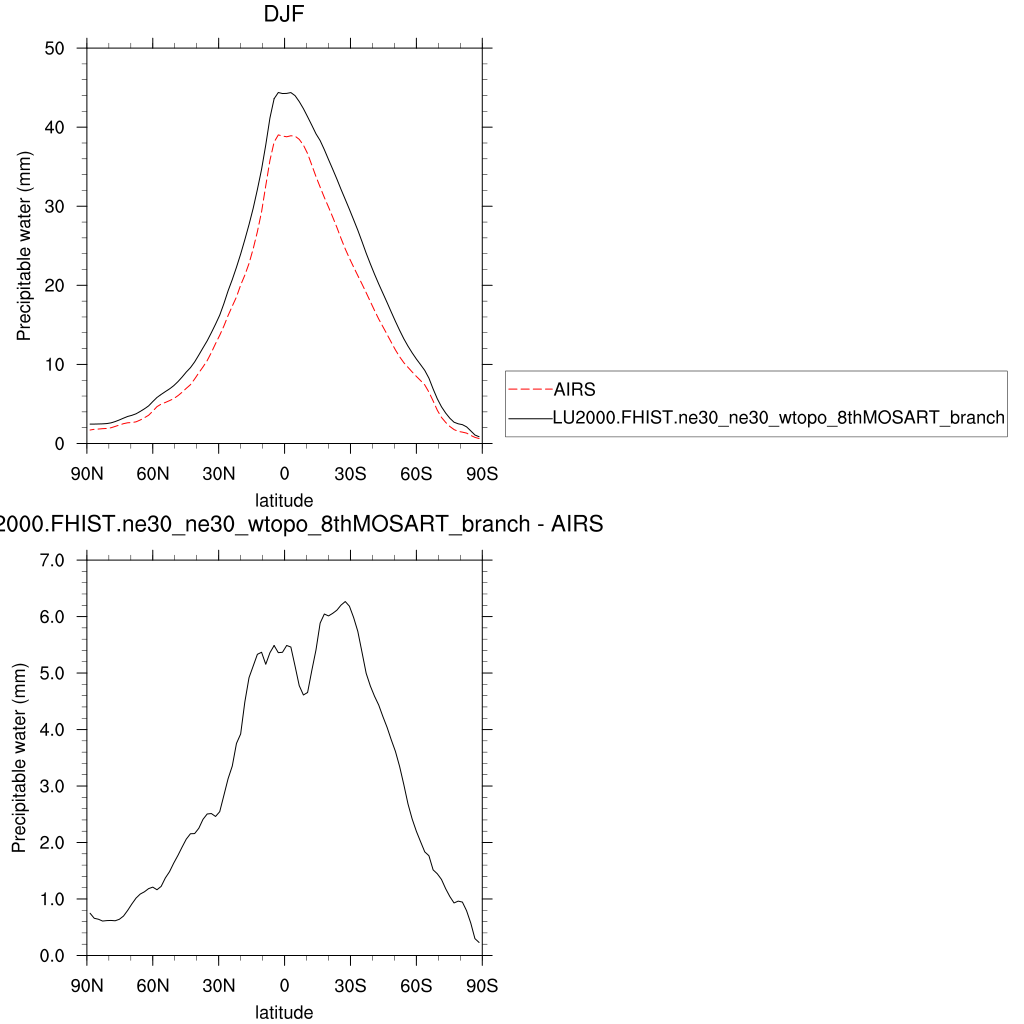 DJF
50
40
30
20
10
0
Precipitable water (mm)
90N 60N 30N 0 30S 60S 90S
latitude
AIRS
LU2000.FHIST.ne30_ne30_wtopo_8thMOSART_branch
2000.FHIST.ne30_ne30_wtopo_8thMOSART_branch - AIRS
7.0
6.0
5.0
4.0
3.0
2.0
1.0
0.0
Precipitable water (mm)
90N 60N 30N 0 30S 60S 90S
latitude